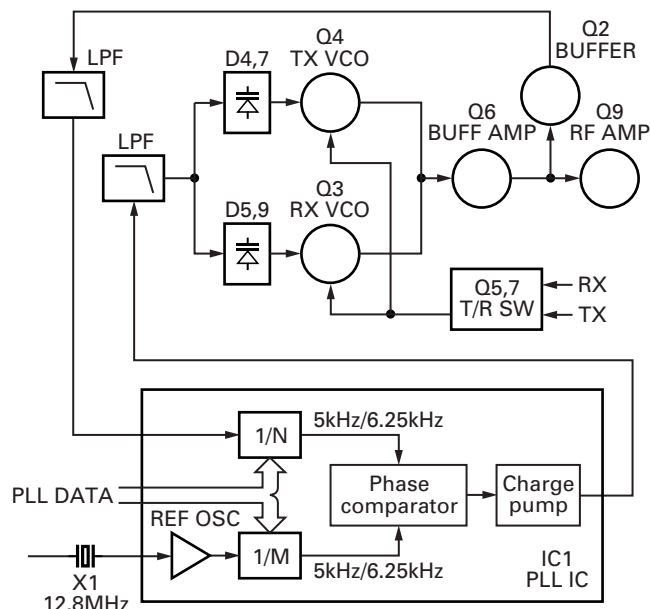 Q2
BUFFER
LPF
D4,7
Q4
TX VCO
Q6
BUFF AMP
Q9
RF AMP
LPF
D5,9
Q3
RX VCO
Q5,7
T/R SW
RX
TX
1/N
5kHz/6.25kHz
PLL DATA
Phase
comparator
Charge
pump
REF OSC
1/M
5kHz/6.25kHz
X1
12.8MHz
IC1
PLL IC